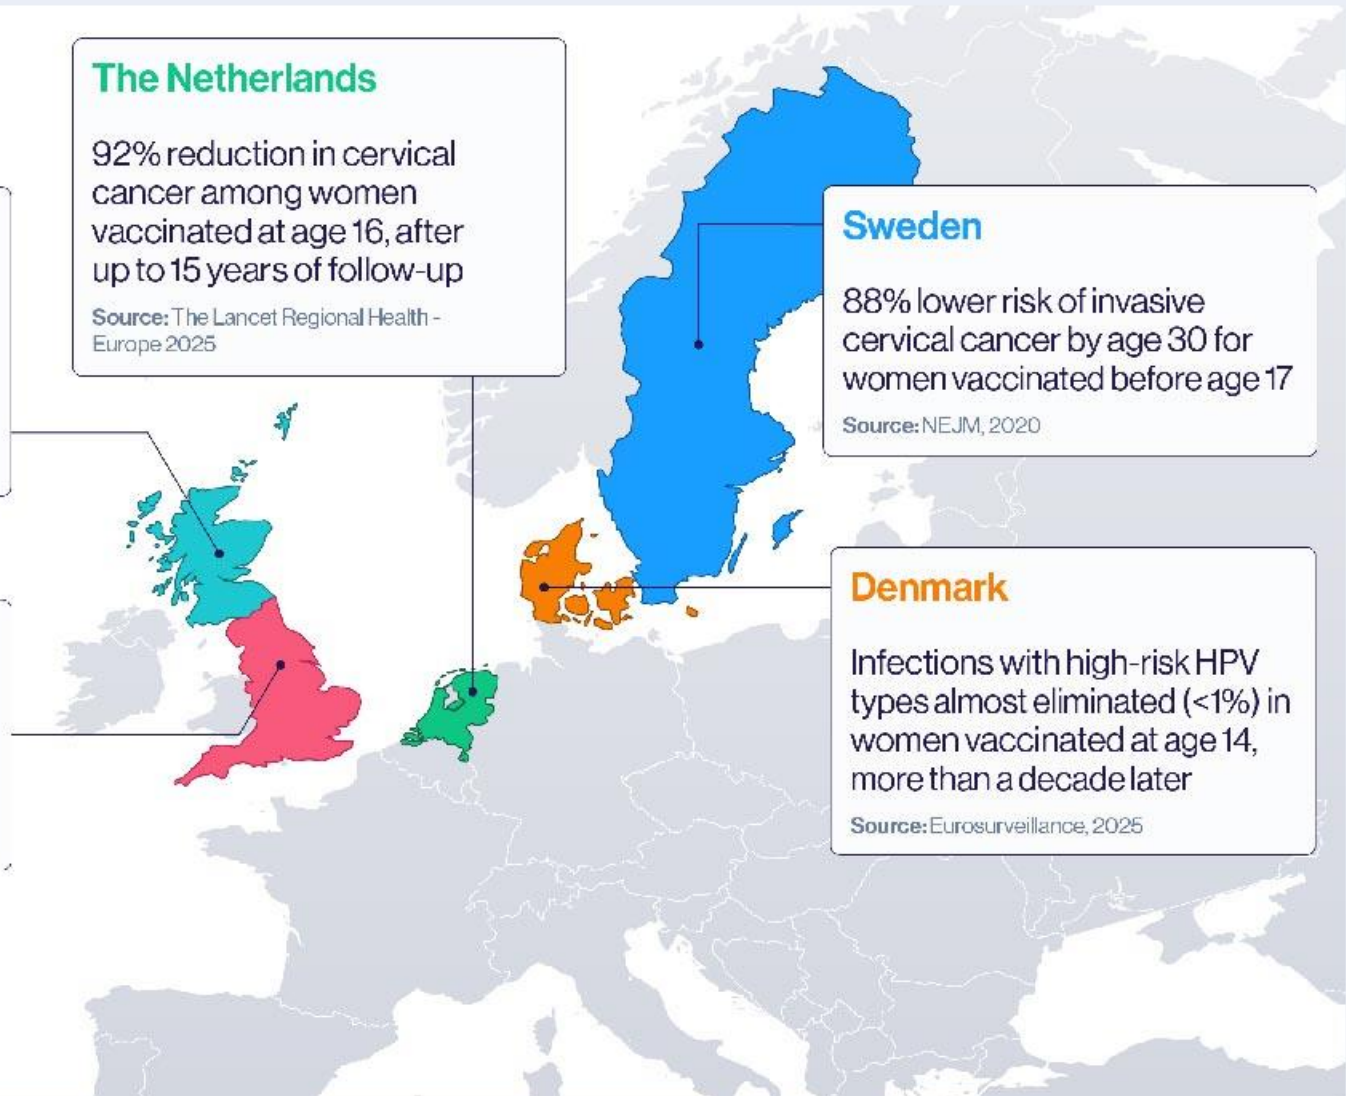 The Netherlands
92% reduction in cervical
cancer among women
vaccinated at age 16, after
up to 15 years of follow-up
Source: The Lancet Regional Health -
Europe 2025
Sweden
88% lower risk of invasive
cervical cancer by age 30 for
women vaccinated before age 17
Source: NEJM, 2020
Denmark
Infections with high-risk HPV
types almost eliminated (<1%) in
women vaccinated at age 14,
more than a decade later
Source: Eurosurveillance, 2025